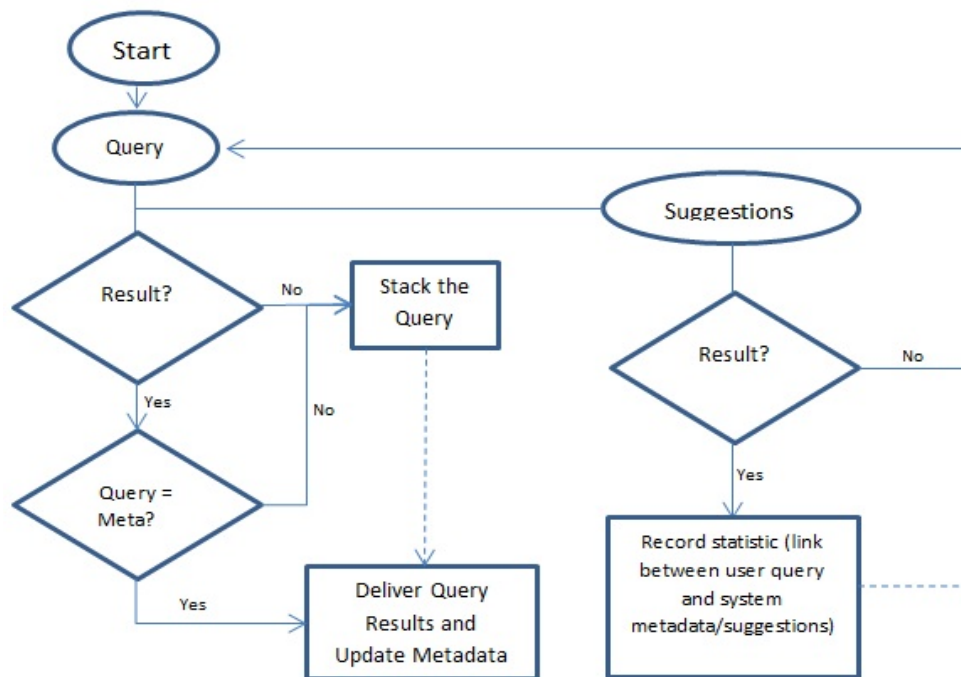 Start
Query
Suggestions
Result?
No
Stack the
Query
Result?
No
Yes
No
Query =
Meta?
Yes
Record statistic (link
between user query
and system
metadata/suggestions)
Yes
Deliver Query
Results and
Update Metadata